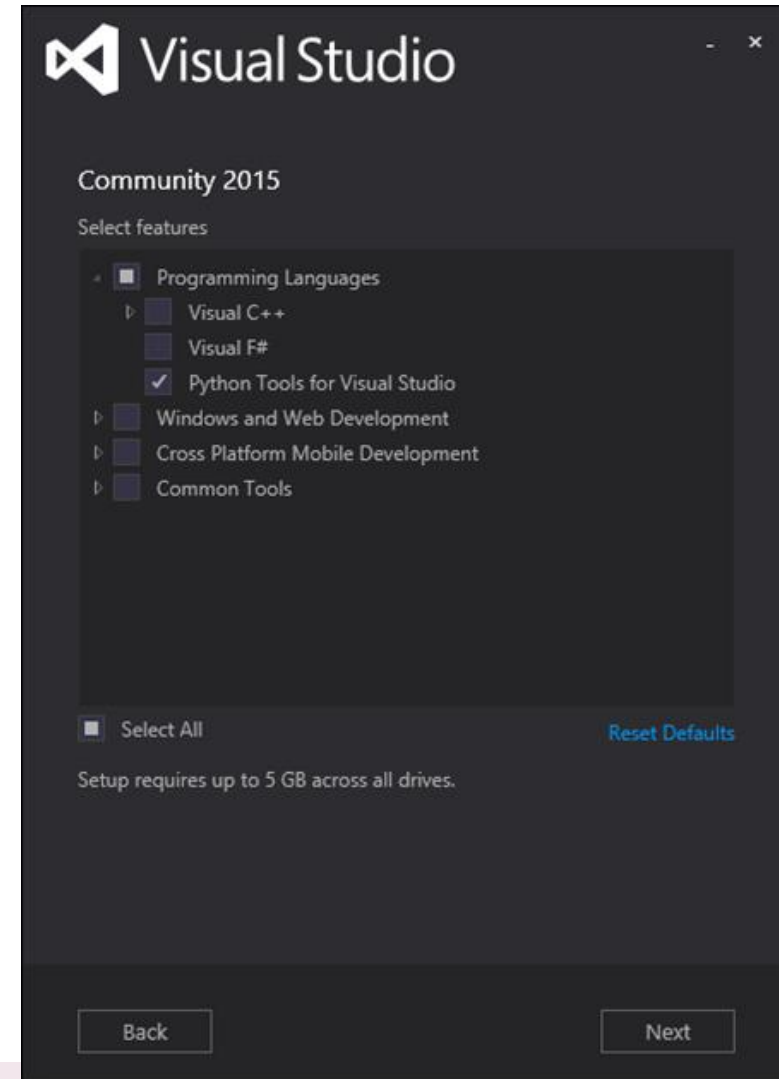 Visual Studio
Community 2015
Select features
Programming Languages
Visual C++
Visual F#
Python Tools for Visual Studio
Windows and Web Development
Cross Platform Mobile Development
Common Tools
Select All
Reset Defaults
Setup requires up to 5 GB across all drives.
Back
Next